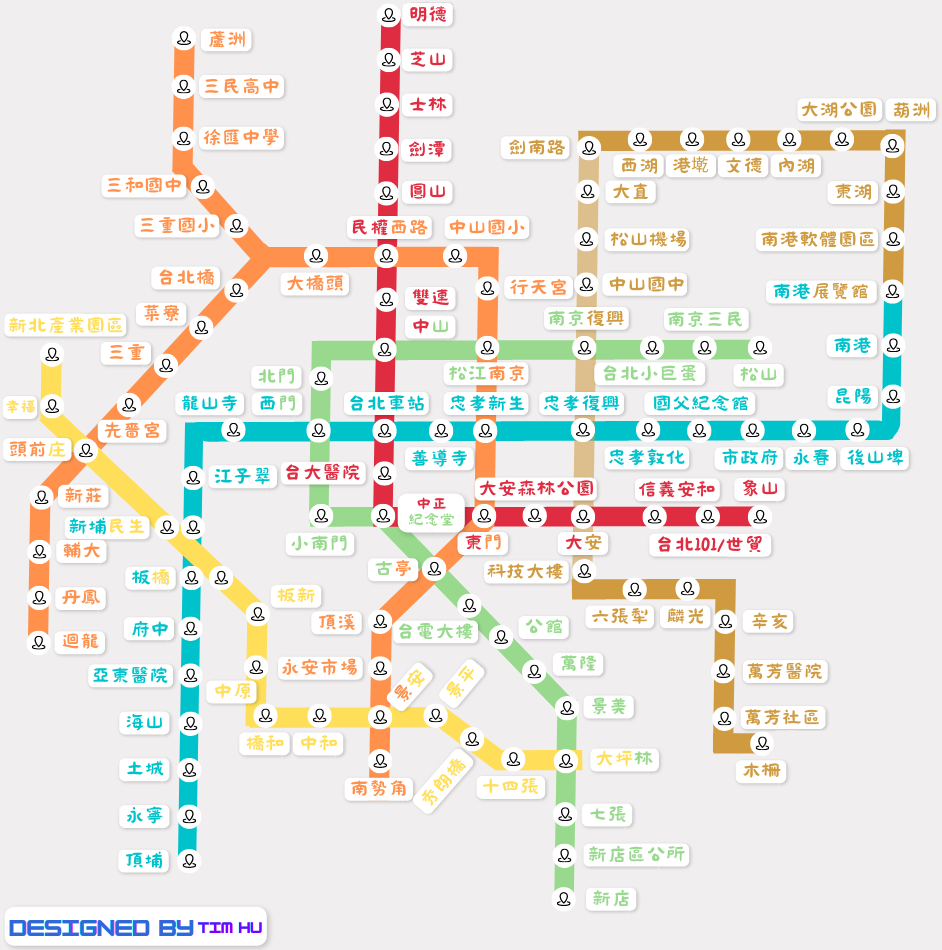 明德
蘆洲
芝山
三民高中
士林
大湖公園
葫洲
徐匯中學
劍潭
劍南路
西湖
港墘
文德
內湖
三和國中
圓山
大直
東湖
三重國小
民權西路
中山國小
松山機場
南港軟體園區
台北橋
大橋頭
行天宮
中山國中
南港展覽館
雙連
菜寮
新北產業園區
中山
南京復興
南京三民
三重
南港
北門
松江南京
台北小巨蛋
松山
幸福
先嗇宮
龍山寺
西門
台北車站
忠孝新生
忠孝復興
國父紀念館
昆陽
頭前庄
善導寺
忠孝敦化
市政府
永春
後山埤
江子翠
台大醫院
新莊
大安森林公園
信義安和
象山
中正
紀念堂
新埔民生
小南門
東門
大安
台北101/世貿
輔大
板橋
古亭
科技大樓
丹鳳
板新
頂溪
台電大樓
公館
六張犁
麟光
辛亥
府中
迴龍
永安市場
萬隆
萬芳醫院
亞東醫院
中原
景安
景平
景美
萬芳社區
海山
橋和
中和
大坪林
木柵
土城
南勢角
秀朗橋
十四張
永寧
七張
頂埔
新店區公所
新店
DESIGNED BY TIM HU